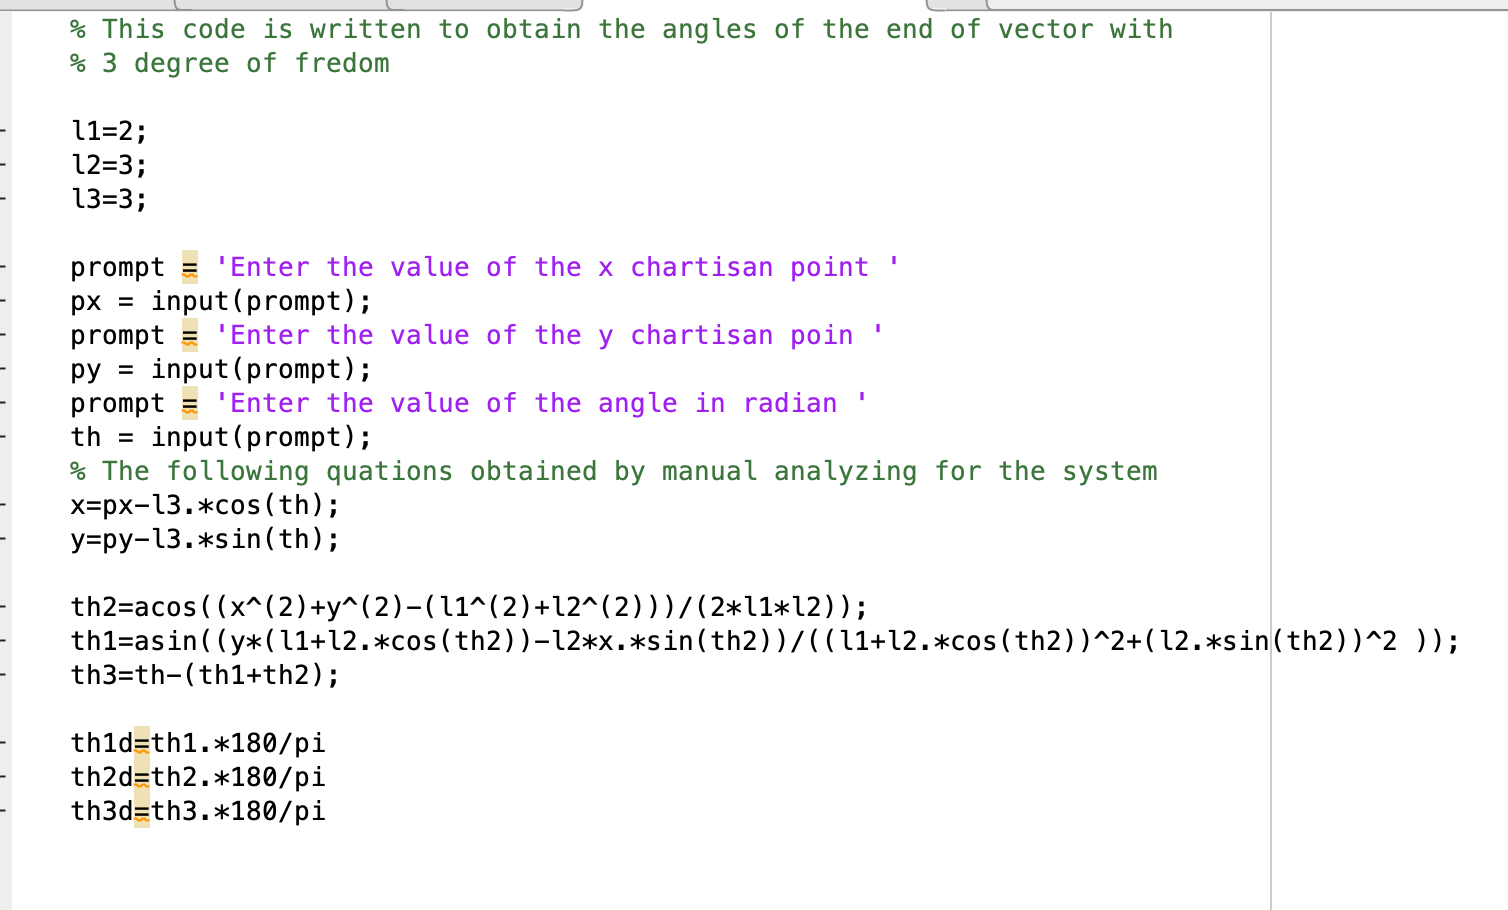 % This code is written to obtain the angles of the end of vector with
% 3 degree of fredom
l1=2;
l2=3;
l3=3;
prompt = 'Enter the value of the x chartisan point '
px = input(prompt);
prompt = 'Enter the value of the y chartisan poin '
py = input(prompt);
prompt = 'Enter the value of the angle in radian '
th = input(prompt);
% The following quations obtained by manual analyzing for the system
x=px-l3.*cos(th);
y=py-l3.*sin(th);
th2=acos((x^(2)+y^(2)-(l1^(2)+l2^(2)))/(2*l1*l2));
th1=asin((y*(l1+l2.*cos(th2))-l2*x.*sin(th2))/((l1+l2.*cos(th2))^2+(l2.*sin(th2))^2 ));
th3=th-(th1+th2);
th1d=th1.*180/pi
th2d=th2.*180/pi
th3d=th3.*180/pi